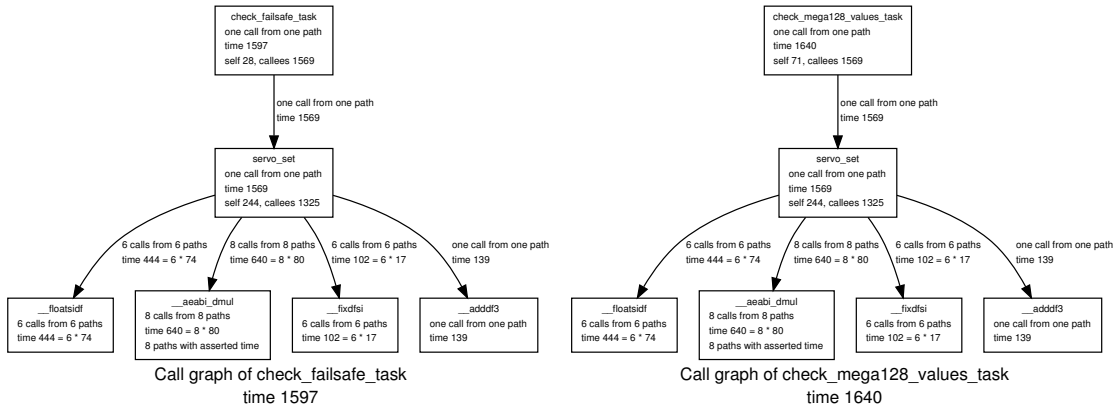 check_failsafe_task
one call from one path
time 1597
self 28, callees 1569
one call from one path
time 1569
servo_set
one call from one path
time 1569
self 244, callees 1325
6 calls from 6 paths
time 444 = 6 * 74
8 calls from 8 paths
time 640 = 8 * 80
6 calls from 6 paths
time 102 = 6 * 17
one call from one path
time 139
__floatsidf
6 calls from 6 paths
time 444 = 6 * 74
__aeabi_dmul
8 calls from 8 paths
time 640 = 8 * 80
8 paths with asserted time
__fixdfsi
6 calls from 6 paths
time 102 = 6 * 17
__adddf3
one call from one path
time 139
Call graph of check_failsafe_task
time 1597
check_mega128_values_task
one call from one path
time 1640
self 71, callees 1569
one call from one path
time 1569
servo_set
one call from one path
time 1569
self 244, callees 1325
6 calls from 6 paths
time 444 = 6 * 74
8 calls from 8 paths
time 640 = 8 * 80
6 calls from 6 paths
time 102 = 6 * 17
one call from one path
time 139
__floatsidf
6 calls from 6 paths
time 444 = 6 * 74
__aeabi_dmul
8 calls from 8 paths
time 640 = 8 * 80
8 paths with asserted time
__fixdfsi
6 calls from 6 paths
time 102 = 6 * 17
__adddf3
one call from one path
time 139
Call graph of check_mega128_values_task
time 1640